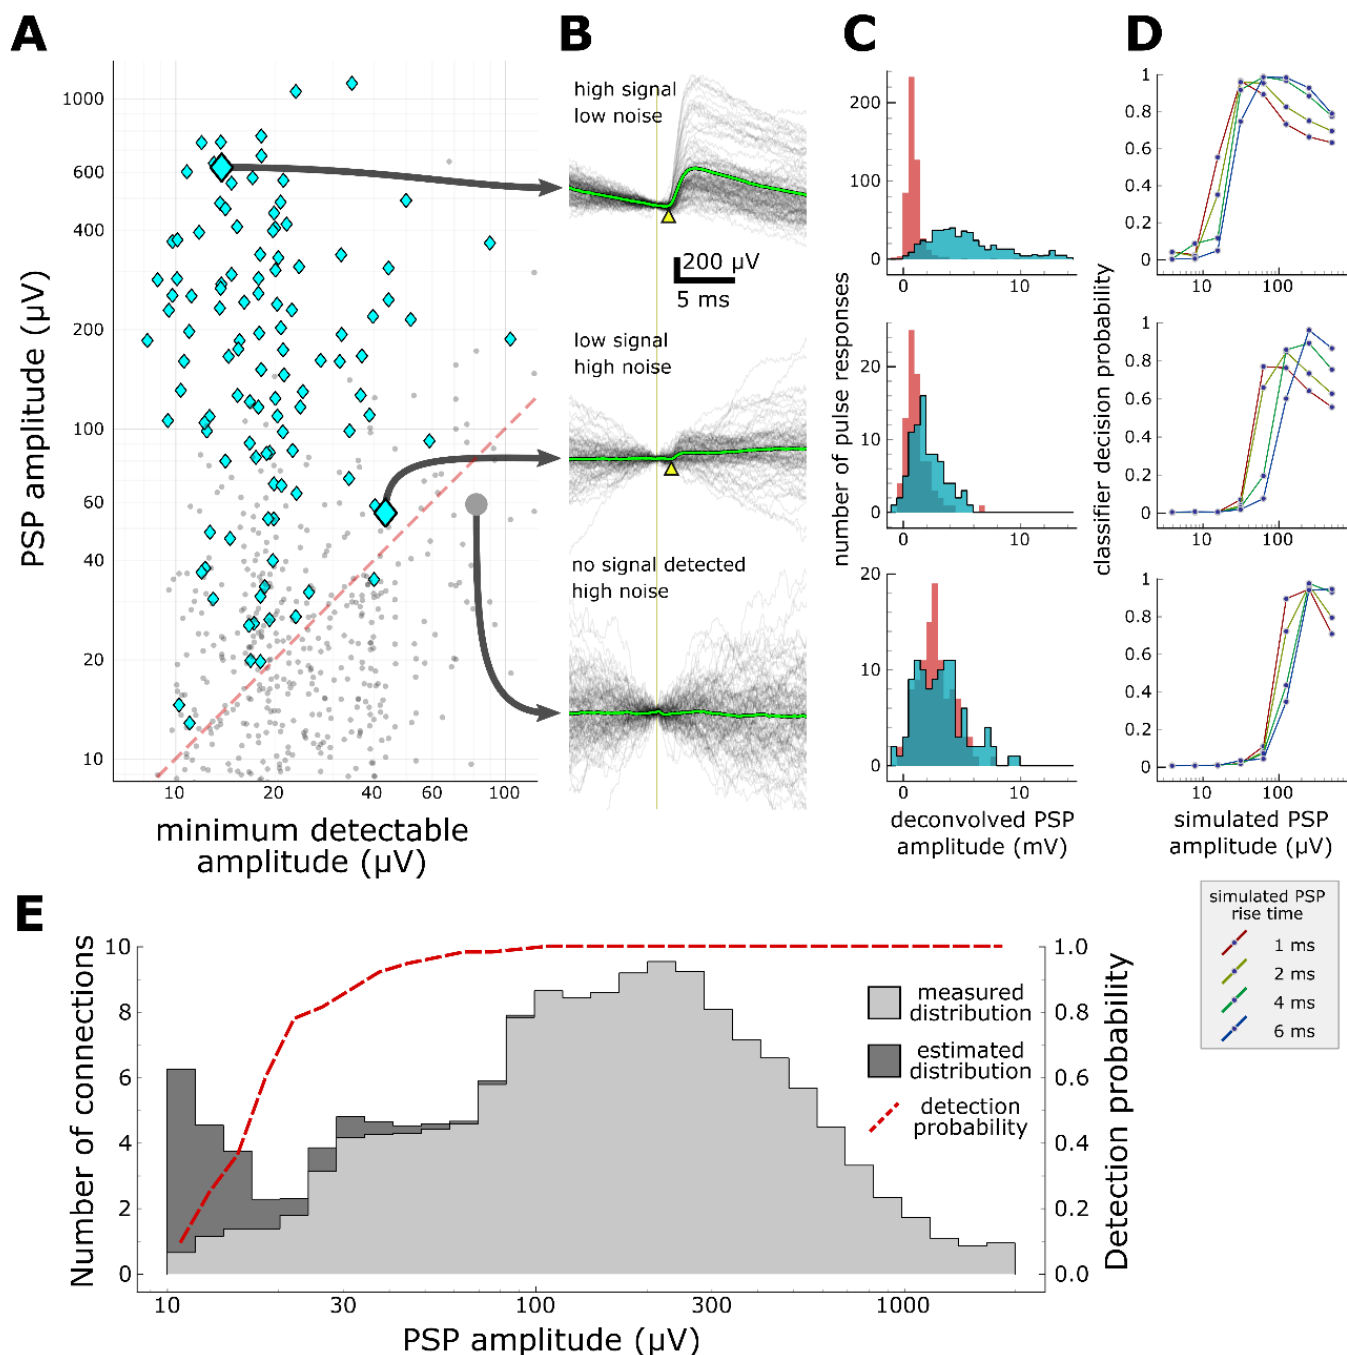 A
B
C
D
1000
600
400
200
100
60
40
20
10
PSP amplitude (µV)
10
20
40
60
100
minimum detectable
amplitude (µV)
high signal
low noise
200 µV
5 ms
low signal
high noise
no signal detected
high noise
200
100
0
0
10
20
10
0
0
10
20
10
0
0
10
number of pulse responses
deconvolved PSP
amplitude (mV)
1
0.8
0.6
0.4
0.2
0
100
1
0.8
0.6
0.4
0.2
0
100
1
0.8
0.6
0.4
0.2
0
100
classifier decision probability
simulated PSP
amplitude (µV)
simulated PSP
rise time
1 ms
2 ms
4 ms
6 ms
E
Number of connections
10
8
6
4
2
0
10
30
100
300
1000
PSP amplitude (µV)
measured
distribution
estimated
distribution
detection
probability
1.0
0.8
0.6
0.4
0.2
0.0
Detection probability